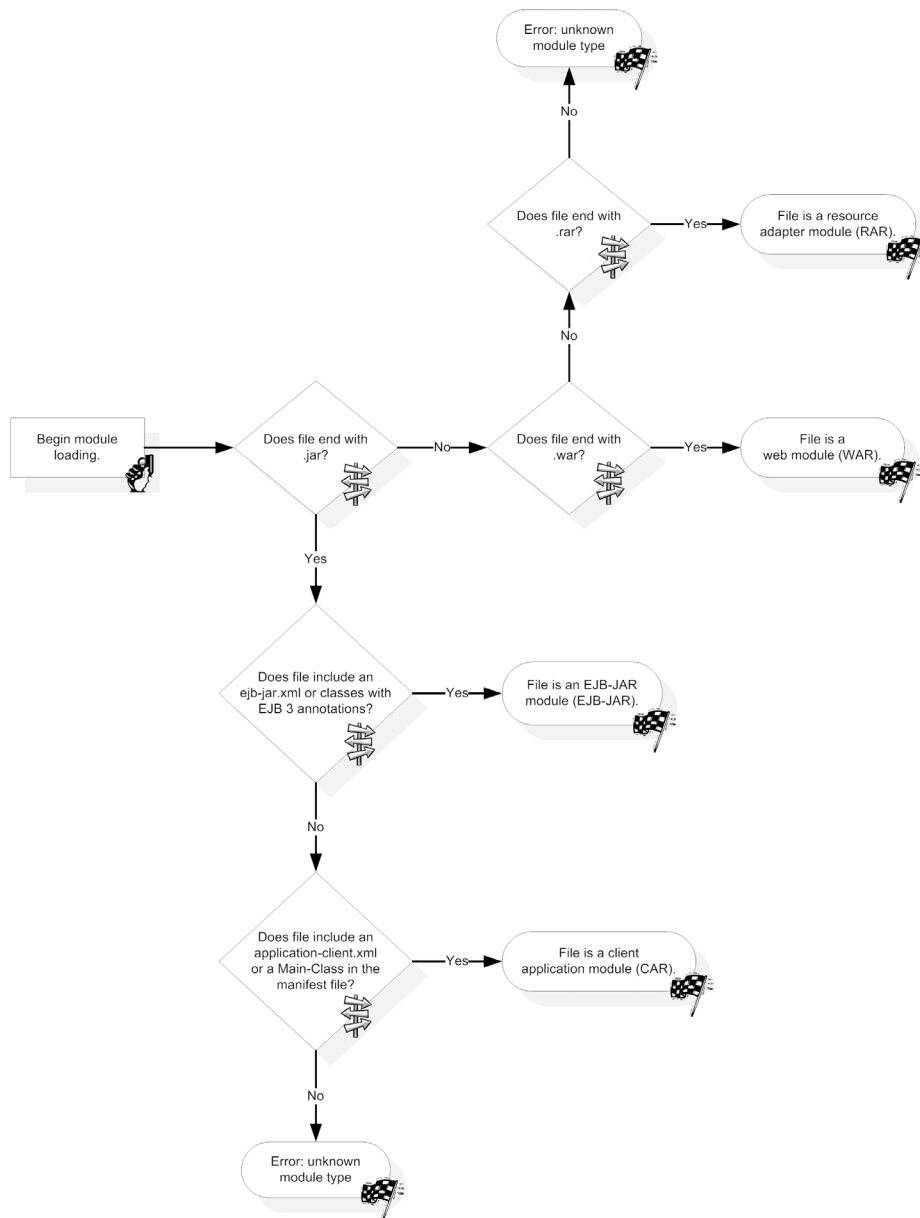 Error: unknown
module type
No
Does file end with
.rar?
Yes
File is a resource
adapter module (RAR).
No
Begin module
loading.
Does file end with
.jar?
No
Does file end with
.war?
Yes
File is a
web module (WAR).
Yes
Does file include an
ejb-jar.xml or classes with
EJB 3 annotations?
Yes
File is an EJB-JAR
module (EJB-JAR).
No
Does file include an
application-client.xml
or a Main-Class in the
manifest file?
Yes
File is a client
application module (CAR).
No
Error: unknown
module type